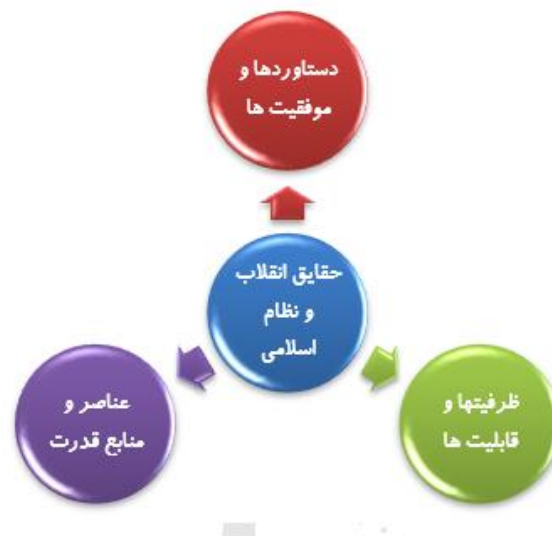 دستاوردها و
موفقیت ها
حقایق انقلاب
و نظام
اسلامی
ظرفیتها و
قابلیت ها
عناصر و
منابع قدرت